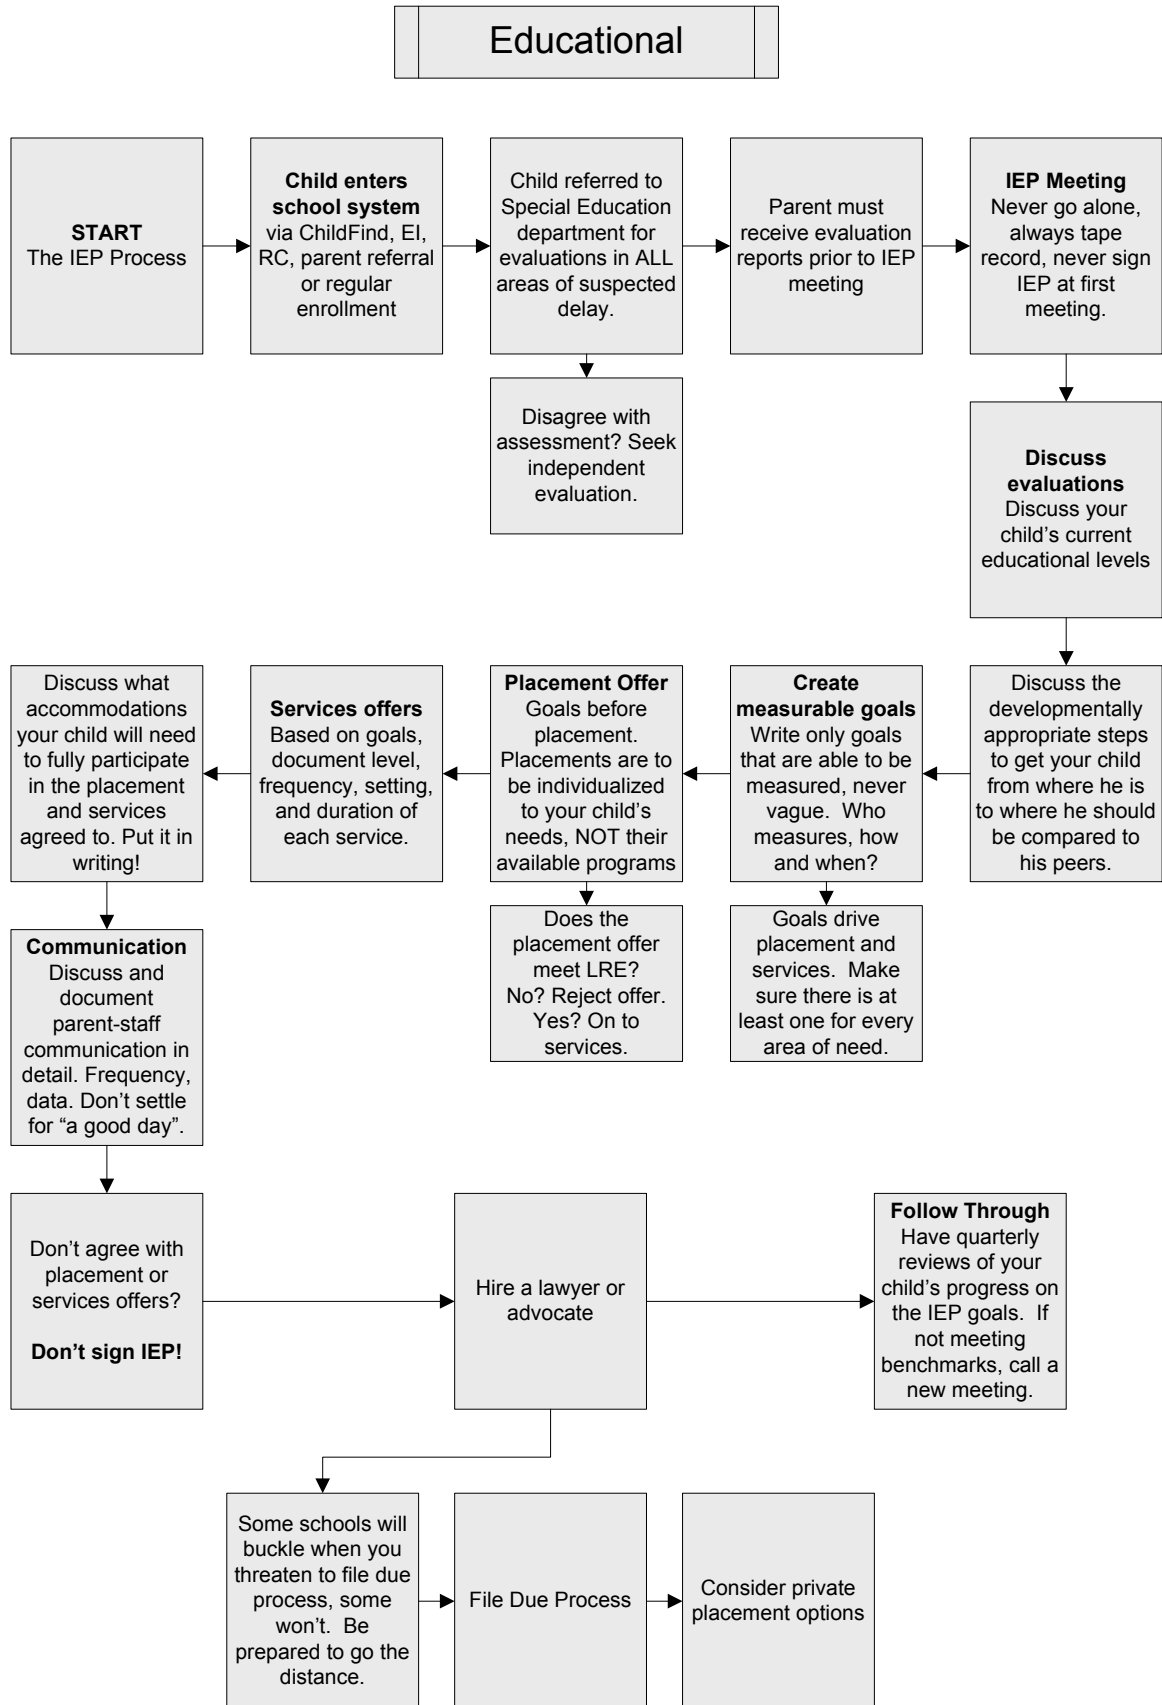 Educational
START
The IEP Process
Child enters
school system
via ChildFind, EI,
RC, parent referral
or regular
enrollment
Child referred to
Special Education
department for
evaluations in ALL
areas of suspected
delay.
Parent must
receive evaluation
reports prior to IEP
meeting
IEP Meeting
Never go alone,
always tape
record, never sign
IEP at first
meeting.
Disagree with
assessment? Seek
independent
evaluation.
Discuss
evaluations
Discuss your
child's current
educational levels
Discuss the
developmentally
appropriate steps
to get your child
from where he is
to where he should
be compared to
his peers.
Create
measurable goals
Write only goals
that are able to be
measured, never
vague.  Who
measures, how
and when?
Goals drive
placement and
services.  Make
sure there is at
least one for every
area of need.
Placement Offer
Goals before
placement.
Placements are to
be individualized
to your child's
needs, NOT their
available programs
Does the
placement offer
meet LRE?
No? Reject offer.
Yes? On to
services.
Services offers
Based on goals,
document level,
frequency, setting,
and duration of
each service.
Discuss what
accommodations
your child will need
to fully participate
in the placement
and services
agreed to. Put it in
writing!
Communication
Discuss and
document
parent-staff
communication in
detail. Frequency,
data. Don't settle
for “a good day”.
Don't agree with
placement or
services offers?
Don't sign IEP!
Hire a lawyer or
advocate
Follow Through
Have quarterly
reviews of your
child's progress on
the IEP goals.  If
not meeting
benchmarks, call a
new meeting.
Some schools will
buckle when you
threaten to file due
process, some
won't.  Be
prepared to go the
distance.
File Due Process
Consider private
placement options